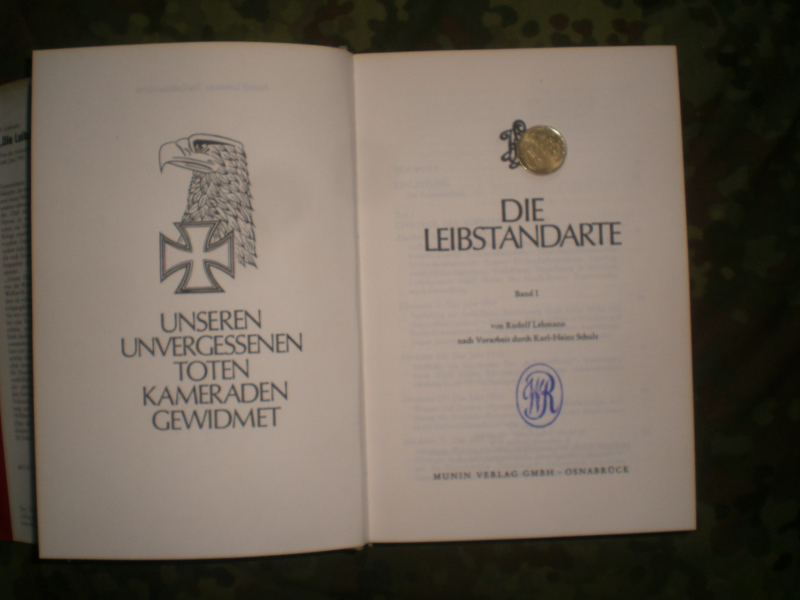 UNSEREN
UNVERGESSENEN
TOTEN
KAMERADEN
GEWIDMET
DIE
LEIBSTANDARTE
Band I
von Rudolf Lehmann
nach Vorarbeit durch Karl-Heinz Schulz
WR
MUNIN VERLAG GMBH - OSNABRÜCK